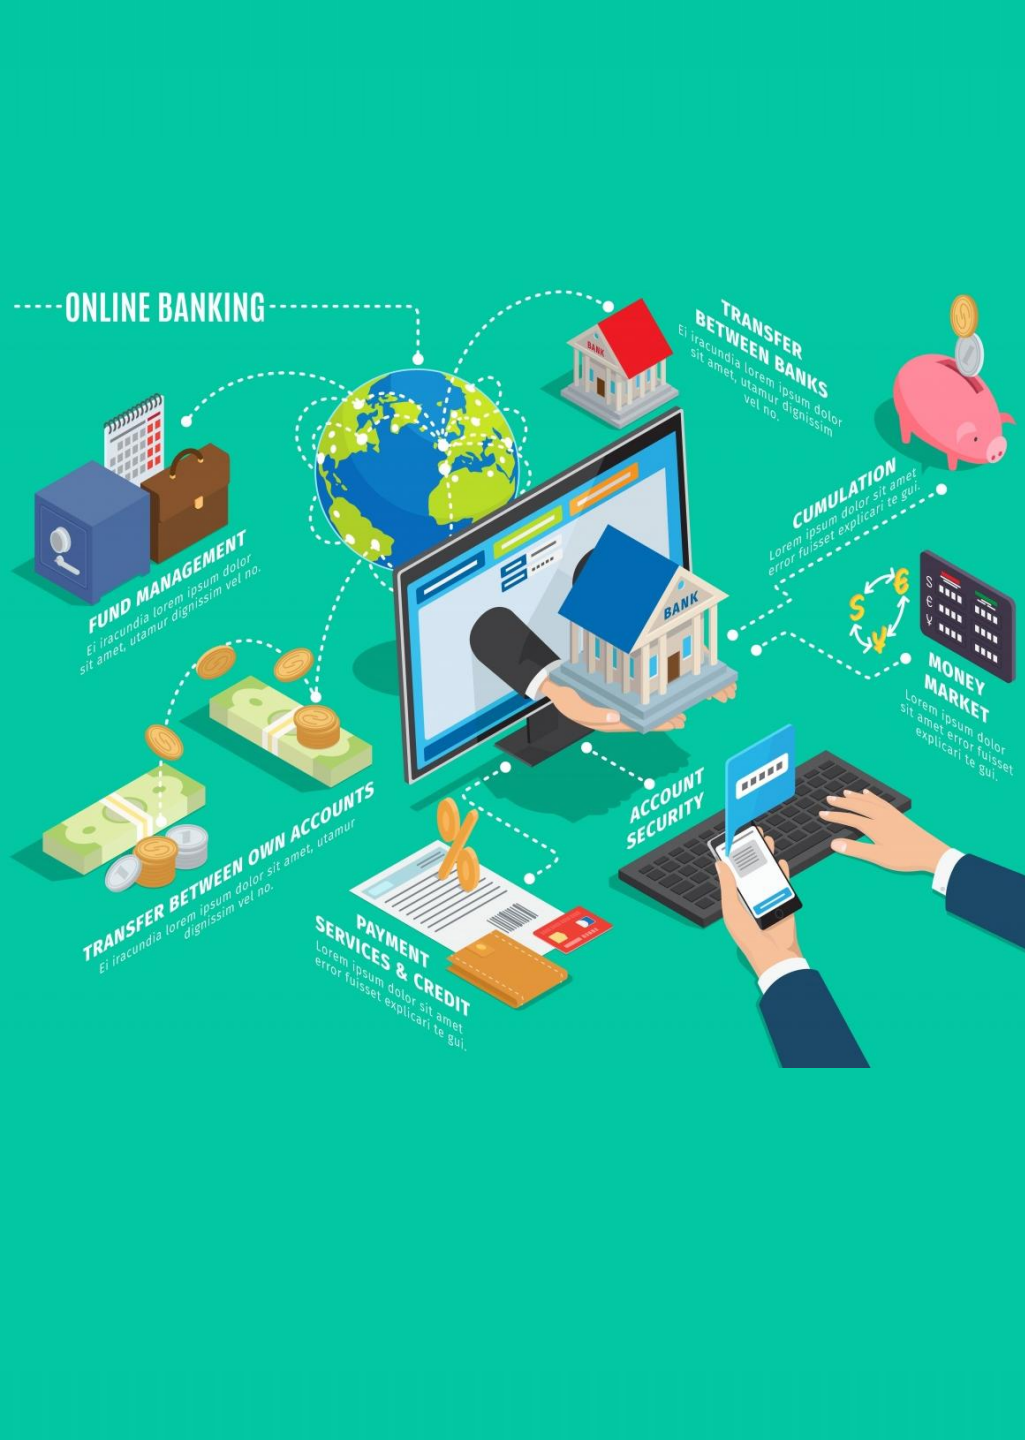 ONLINE BANKING
BANK
TRANSFER
BETWEEN BANKS
Ei iracundia lorem ipsum dolor
sit amet, utamur dignissim
vel no.
CUMULATION
Lorem ipsum dolor sit amet
error fuisset explicari te gui.
FUND MANAGEMENT
Ei iracundia lorem ipsum dolor
sit amet, utamur dignissim vel no.
BANK
$ € ¥
S
£
¥
MONEY
MARKET
Lorem ipsum dolor
sit amet error fuisset
explicari te gui.
ACCOUNT
SECURITY
TRANSFER BETWEEN OWN ACCOUNTS
Ei iracundia lorem ipsum dolor sit amet, utamur
dignissim vel no.
PAYMENT
SERVICES & CREDIT
Lorem ipsum dolor sit amet
error fuisset explicari te gui.